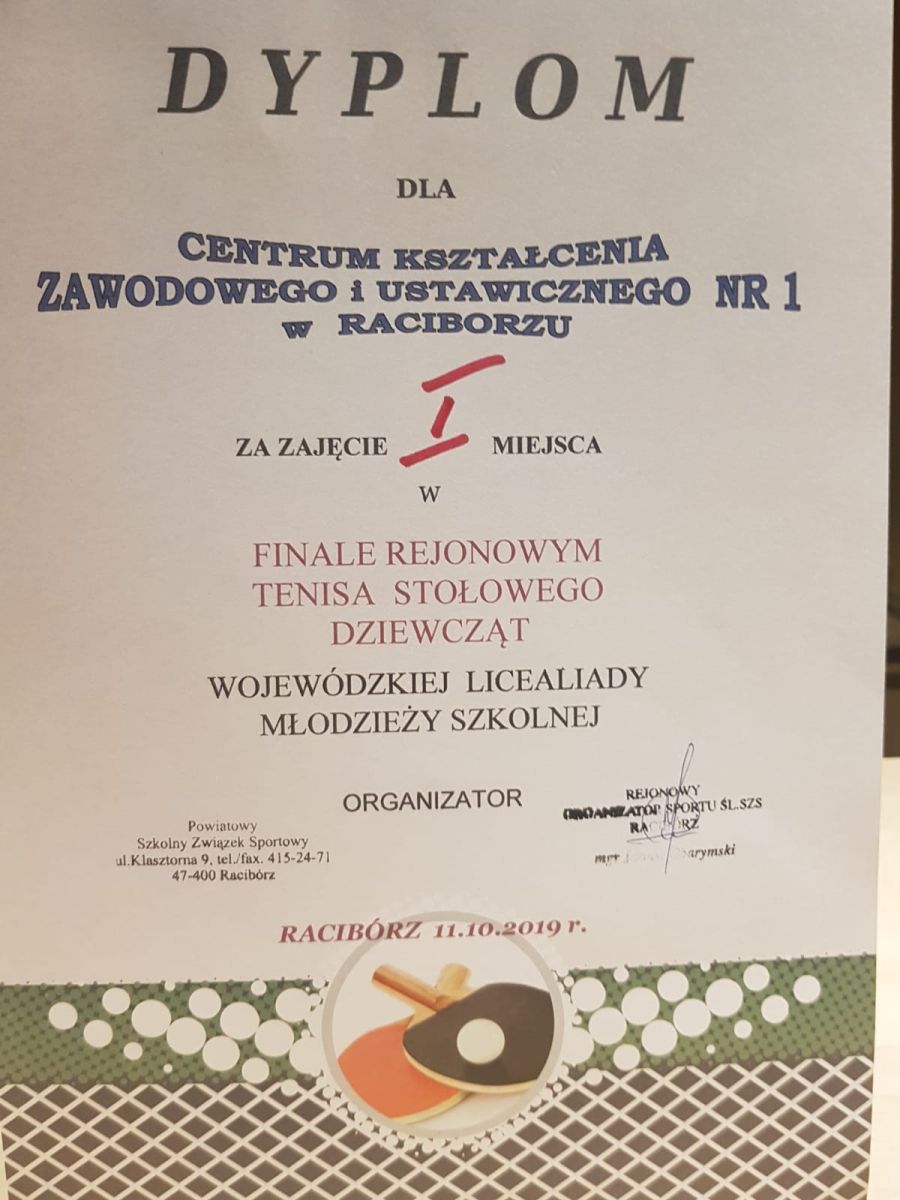 DYPLOM
DLA
CENTRUM KSZTAŁCENIA
ZAWODOWEGO i USTAWICZNEGO NR 1
w RACIBORZU
ZA ZAJĘCIE I MIEJSCA
W
FINALE REJONOWYM
TENISA STOŁOWEGO
DZIEWCZĄT
WOJEWÓDZKIEJ LICEALIADY
MŁODZIEŻY SZKOLNEJ
ORGANIZATOR
Powiatowy
Szkolny Związek Sportowy
ul.Klasztorna 9, tel./fax. 415-24-71
47-400 Racibórz
REJONOWY
ORGANIZATOR SPORTU ŚL.SZS
RACIBÓRZ
mgr
RACIBÓRZ 11.10.2019 r.